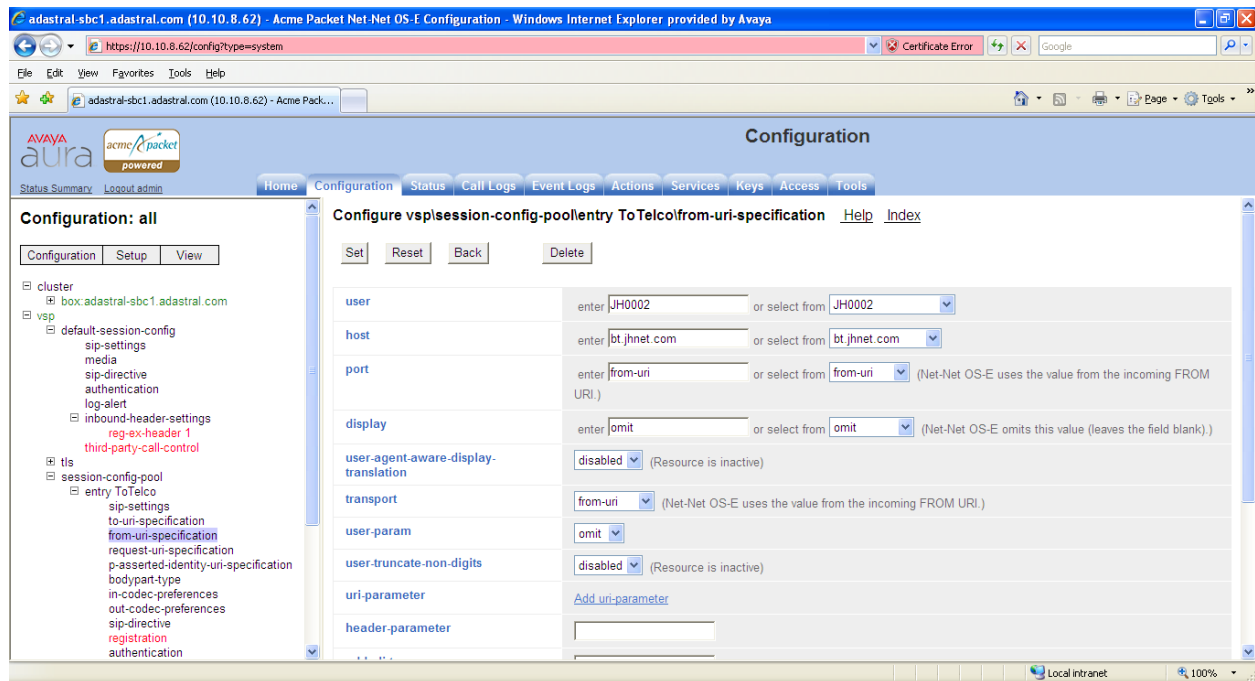 adastral-sbc1.adastral.com (10.10.8.62) - Acme Packet Net-Net OS-E Configuration - Windows Internet Explorer provided by Avaya
https://10.10.8.62/config?type=system
Certificate Error
Google
File Edit View Favorites Tools Help
adastral-sbc1.adastral.com (10.10.8.62) - Acme Pack...
Page Tools
AVAYA
aura
acme packet
powered
Configuration
Status Summary Logout admin
Home Configuration Status Call Logs Event Logs Actions Services Keys Access Tools
Configuration: all
Configuration Setup View
cluster
box:adastral-sbc1.adastral.com
vsp
default-session-config
sip-settings
media
sip-directive
authentication
log-alert
inbound-header-settings
reg-ex-header 1
third-party-call-control
tls
session-config-pool
entry ToTelco
sip-settings
to-uri-specification
from-uri-specification
request-uri-specification
p-asserted-identity-uri-specification
bodypart-type
in-codec-preferences
out-codec-preferences
sip-directive
registration
authentication
Configure vsp\session-config-pool\entry ToTelco\from-uri-specification Help Index
Set Reset Back Delete
user enter JH0002 or select from JH0002
host enter bt.jhnet.com or select from bt.jhnet.com
port enter from-uri or select from from-uri (Net-Net OS-E uses the value from the incoming FROM
URI.)
display enter omit or select from omit (Net-Net OS-E omits this value (leaves the field blank).)
user-agent-aware-display-
translation disabled (Resource is inactive)
transport from-uri (Net-Net OS-E uses the value from the incoming FROM URI.)
user-param omit
user-truncate-non-digits disabled (Resource is inactive)
uri-parameter Add uri-parameter
header-parameter
Local intranet 100%